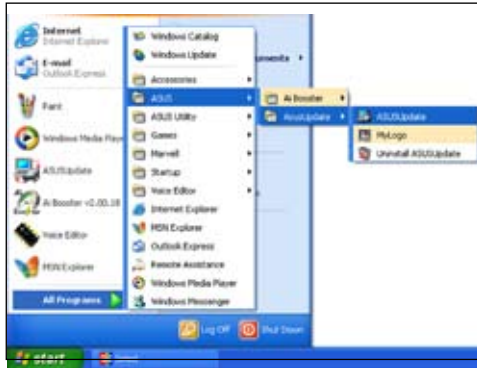 Internet
Internet Explorer
E-mail
Outlook Express
Paint
Windows Media Play
ASUSUpdate
Ai Booster v2.00.18
Voice Editor
MSN Explorer
All Programs
Windows Catalog
Windows Update
Accessories
ASUS
ASUS Utility
Games
Marvell
Startup
Voice Editor
Internet Explorer
MSN Explorer
Outlook Express
Remote Assistance
Windows Media Player
Windows Messenger
uments
Ai Booster
AsusUpdate
ASUSUpdate
MyLogo
Uninstall ASUSUpdate
Log Off
Shut Down
start